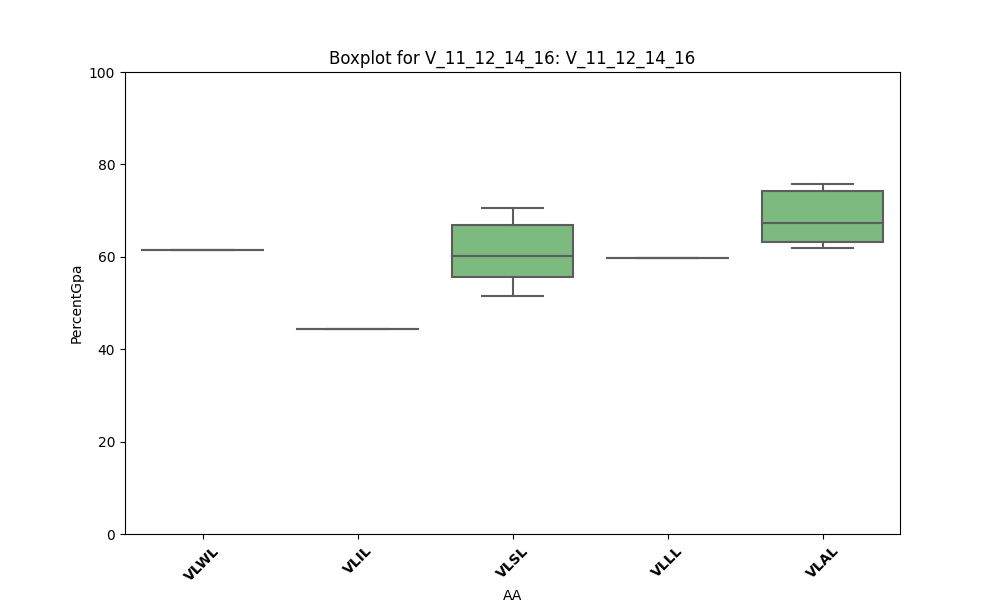 Boxplot for V_11_12_14_16: V_11_12_14_16
100
80
60
40
20
0
PercentGpa
VLWL
VLIL
VLSL
VLLL
VLAL
AA